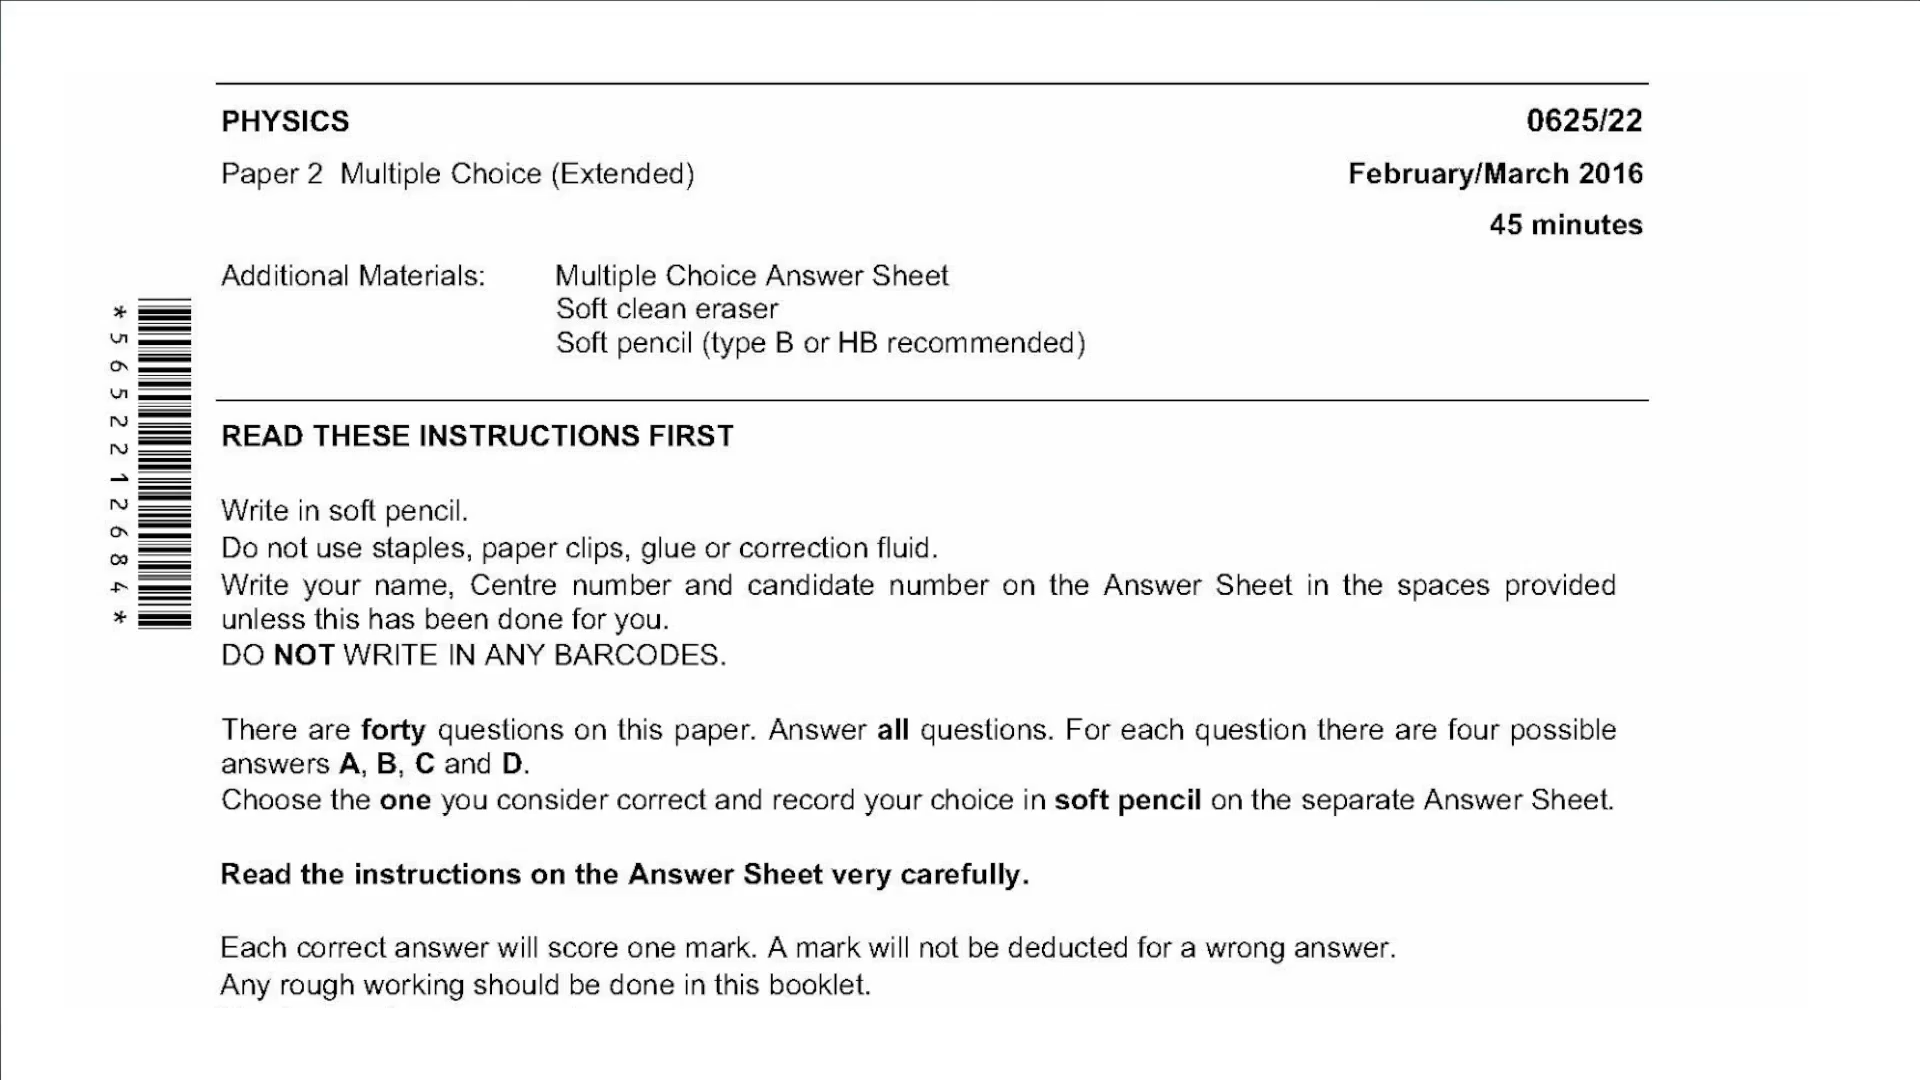 PHYSICS 0625/22
Paper 2 Multiple Choice (Extended) February/March 2016
45 minutes
Additional Materials: Multiple Choice Answer Sheet
Soft clean eraser
Soft pencil (type B or HB recommended)
*5652212684*
READ THESE INSTRUCTIONS FIRST
Write in soft pencil.
Do not use staples, paper clips, glue or correction fluid.
Write your name, Centre number and candidate number on the Answer Sheet in the spaces provided
unless this has been done for you.
DO NOT WRITE IN ANY BARCODES.
There are forty questions on this paper. Answer all questions. For each question there are four possible
answers A, B, C and D.
Choose the one you consider correct and record your choice in soft pencil on the separate Answer Sheet.
Read the instructions on the Answer Sheet very carefully.
Each correct answer will score one mark. A mark will not be deducted for a wrong answer.
Any rough working should be done in this booklet.